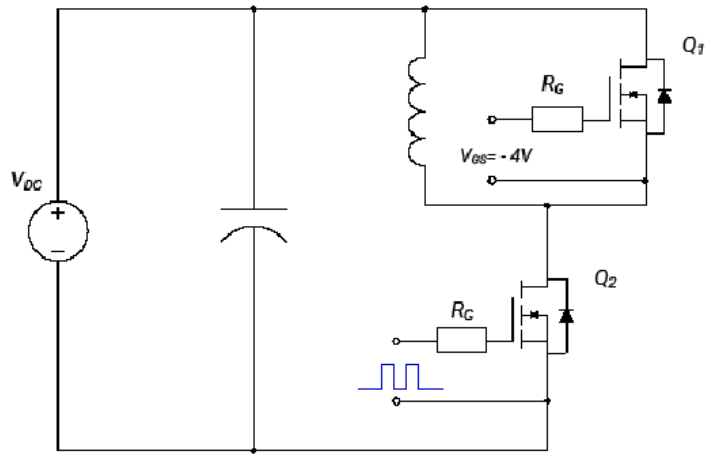 Q1
RG
VGS= - 4V
VDC
+
−
Q2
RG